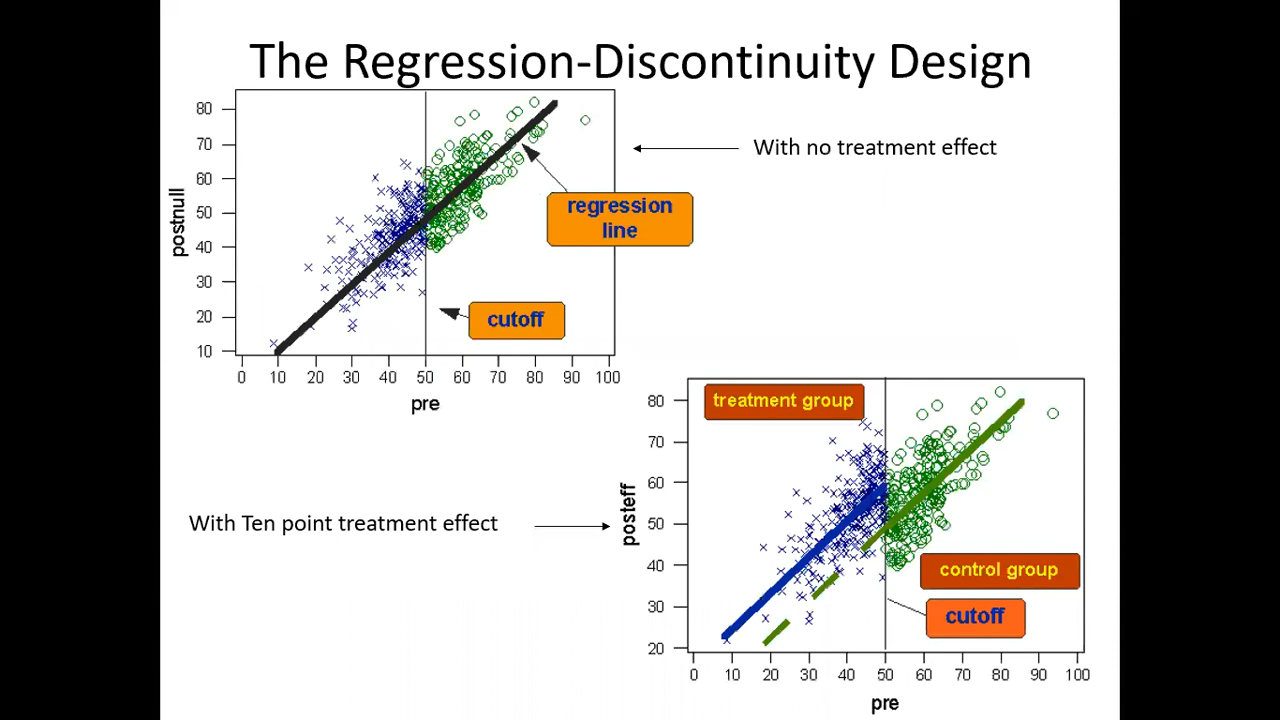 The Regression-Discontinuity Design
80
70
60
50
40
30
20
10
postnull
0 10 20 30 40 50 60 70 80 90 100
pre
regression
line
cutoff
With no treatment effect
With Ten point treatment effect
80
70
60
50
40
30
20
posteff
treatment group
control group
cutoff
0 10 20 30 40 50 60 70 80 90 100
pre